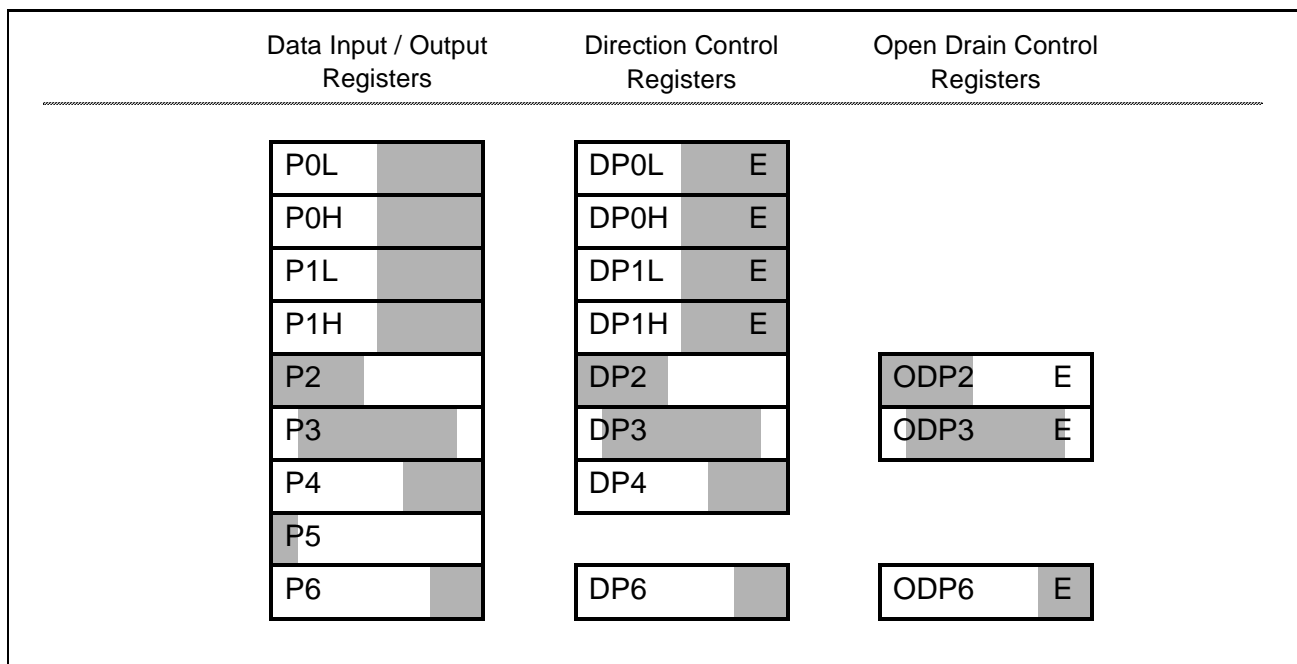 Data Input / Output Direction Control Open Drain Control
Registers Registers Registers
P0L DP0L E
P0H DP0H E
P1L DP1L E
P1H DP1H E
P2 DP2 ODP2 E
P3 DP3 ODP3 E
P4 DP4
P5
P6 DP6 ODP6 E